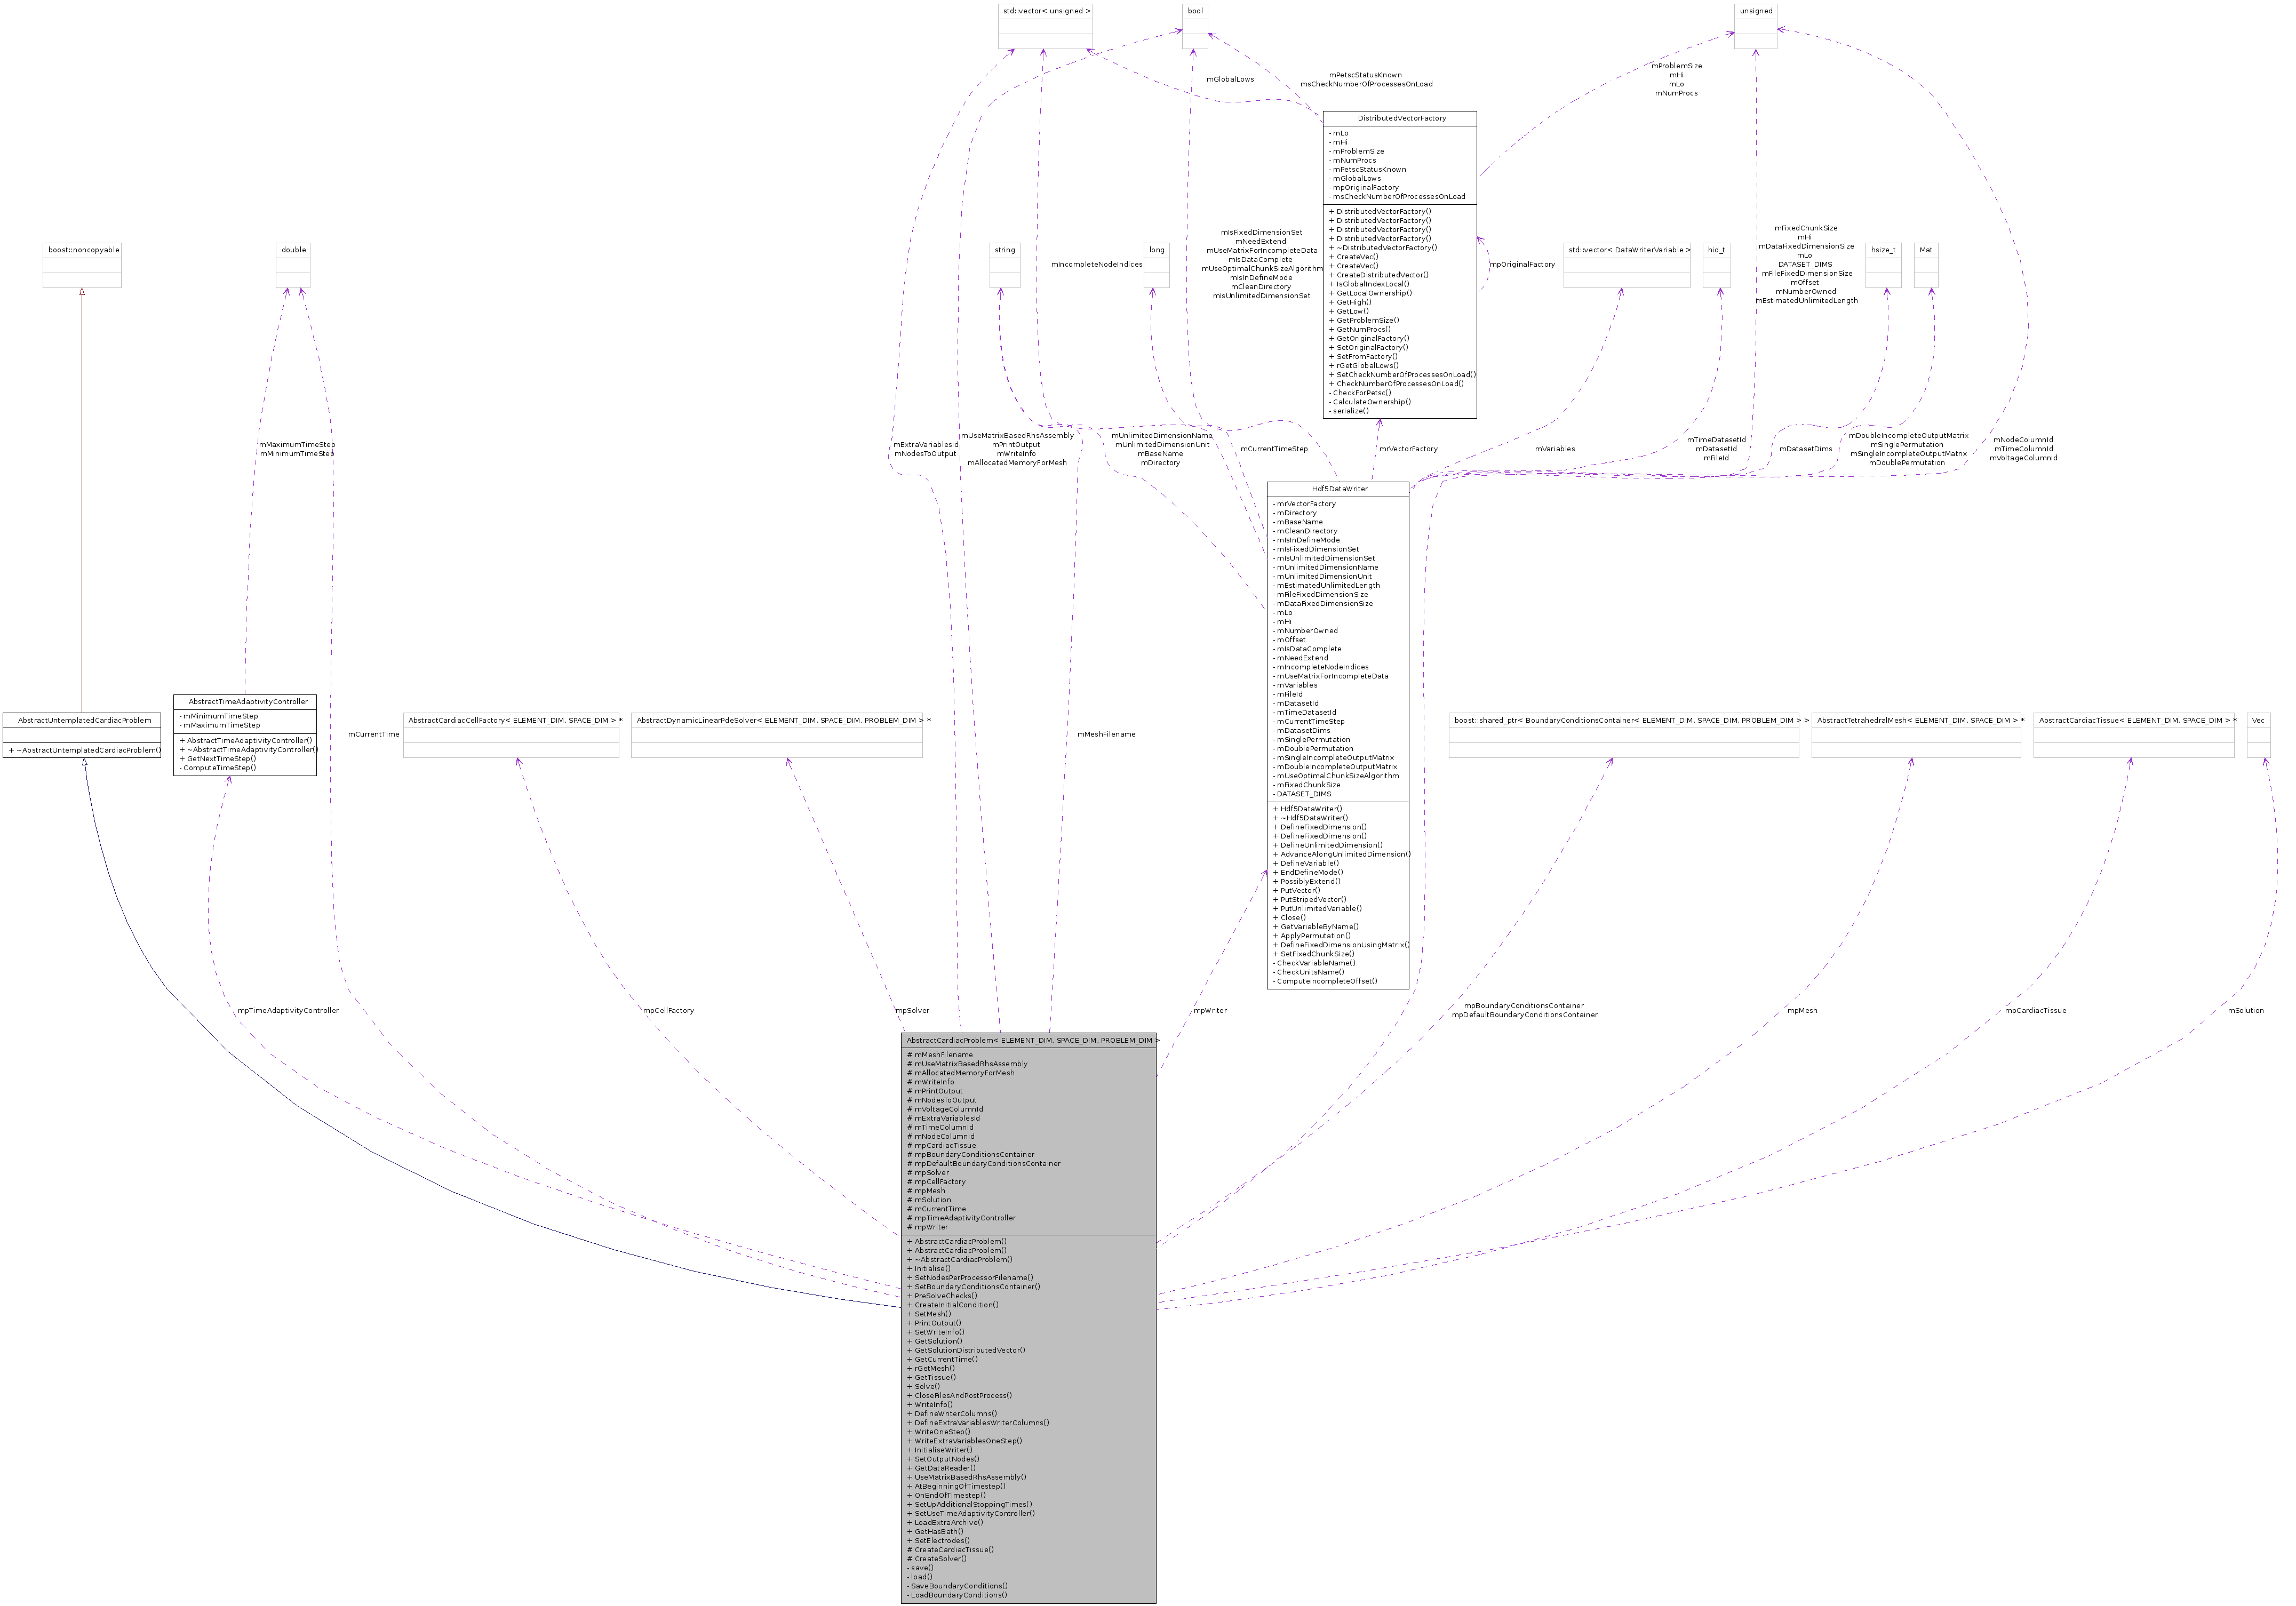 std::vector< unsigned >
bool
unsigned
mGlobalLows
mPetscStatusKnown
msCheckNumberOfProcessesOnLoad
mProblemSize
mHi
mLo
mNumProcs
DistributedVectorFactory
- mLo
- mHi
- mProblemSize
- mNumProcs
- mPetscStatusKnown
- mGlobalLows
- mpOriginalFactory
- msCheckNumberOfProcessesOnLoad
+ DistributedVectorFactory()
+ DistributedVectorFactory()
+ DistributedVectorFactory()
+ DistributedVectorFactory()
+ ~DistributedVectorFactory()
+ CreateVec()
+ CreateVec()
+ CreateDistributedVector()
+ IsGlobalIndexLocal()
+ GetLocalOwnership()
+ GetHigh()
+ GetLow()
+ GetProblemSize()
+ GetNumProcs()
+ GetOriginalFactory()
+ SetOriginalFactory()
+ SetFromFactory()
+ rGetGlobalLows()
+ SetCheckNumberOfProcessesOnLoad()
+ CheckNumberOfProcessesOnLoad()
- CheckForPetsc()
- CalculateOwnership()
- serialize()
boost::noncopyable
double
string
mIncompleteNodeIndices
long
mIsFixedDimensionSet
mNeedExtend
mUseMatrixForIncompleteData
mIsDataComplete
mUseOptimalChunkSizeAlgorithm
mIsInDefineMode
mCleanDirectory
mIsUnlimitedDimensionSet
mpOriginalFactory
std::vector< DataWriterVariable >
hid_t
mFixedChunkSize
mHi
mDataFixedDimensionSize
mLo
DATASET_DIMS
mFileFixedDimensionSize
mOffset
mNumberOwned
mEstimatedUnlimitedLength
hsize_t
Mat
mMaximumTimeStep
mMinimumTimeStep
mExtraVariablesId
mNodesToOutput
mUseMatrixBasedRhsAssembly
mPrintOutput
mWriteInfo
mAllocatedMemoryForMesh
mUnlimitedDimensionName
mUnlimitedDimensionUnit
mBaseName
mDirectory
mCurrentTimeStep
mrVectorFactory
mVariables
mTimeDatasetId
mDatasetId
mFileId
mDatasetDims
mDoubleIncompleteOutputMatrix
mSinglePermutation
mSingleIncompleteOutputMatrix
mDoublePermutation
mNodeColumnId
mTimeColumnId
mVoltageColumnId
Hdf5DataWriter
- mrVectorFactory
- mDirectory
- mBaseName
- mCleanDirectory
- mIsInDefineMode
- mIsFixedDimensionSet
- mIsUnlimitedDimensionSet
- mUnlimitedDimensionName
- mUnlimitedDimensionUnit
- mEstimatedUnlimitedLength
- mFileFixedDimensionSize
- mDataFixedDimensionSize
- mLo
- mHi
- mNumberOwned
- mOffset
- mIsDataComplete
- mNeedExtend
- mIncompleteNodeIndices
- mUseMatrixForIncompleteData
- mVariables
- mFileId
- mDatasetId
- mTimeDatasetId
- mCurrentTimeStep
- mDatasetDims
- mSinglePermutation
- mDoublePermutation
- mSingleIncompleteOutputMatrix
- mDoubleIncompleteOutputMatrix
- mUseOptimalChunkSizeAlgorithm
- mFixedChunkSize
- DATASET_DIMS
+ Hdf5DataWriter()
+ ~Hdf5DataWriter()
+ DefineFixedDimension()
+ DefineFixedDimension()
+ DefineUnlimitedDimension()
+ AdvanceAlongUnlimitedDimension()
+ DefineVariable()
+ EndDefineMode()
+ PossiblyExtend()
+ PutVector()
+ PutStripedVector()
+ PutUnlimitedVariable()
+ Close()
+ GetVariableByName()
+ ApplyPermutation()
+ DefineFixedDimensionUsingMatrix()
+ SetFixedChunkSize()
- CheckVariableName()
- CheckUnitsName()
- ComputeIncompleteOffset()
AbstractUntemplatedCardiacProblem
+ ~AbstractUntemplatedCardiacProblem()
AbstractTimeAdaptivityController
- mMinimumTimeStep
- mMaximumTimeStep
+ AbstractTimeAdaptivityController()
+ ~AbstractTimeAdaptivityController()
+ GetNextTimeStep()
- ComputeTimeStep()
mCurrentTime
AbstractCardiacCellFactory< ELEMENT_DIM, SPACE_DIM > *
AbstractDynamicLinearPdeSolver< ELEMENT_DIM, SPACE_DIM, PROBLEM_DIM > *
mMeshFilename
boost::shared_ptr< BoundaryConditionsContainer< ELEMENT_DIM, SPACE_DIM, PROBLEM_DIM > >
AbstractTetrahedralMesh< ELEMENT_DIM, SPACE_DIM > *
AbstractCardiacTissue< ELEMENT_DIM, SPACE_DIM > *
Vec
mpTimeAdaptivityController
mpCellFactory
mpSolver
mpWriter
mpBoundaryConditionsContainer
mpDefaultBoundaryConditionsContainer
mpMesh
mpCardiacTissue
mSolution
AbstractCardiacProblem< ELEMENT_DIM, SPACE_DIM, PROBLEM_DIM >
# mMeshFilename
# mUseMatrixBasedRhsAssembly
# mAllocatedMemoryForMesh
# mWriteInfo
# mPrintOutput
# mNodesToOutput
# mVoltageColumnId
# mExtraVariablesId
# mTimeColumnId
# mNodeColumnId
# mpCardiacTissue
# mpBoundaryConditionsContainer
# mpDefaultBoundaryConditionsContainer
# mpSolver
# mpCellFactory
# mpMesh
# mSolution
# mCurrentTime
# mpTimeAdaptivityController
# mpWriter
+ AbstractCardiacProblem()
+ AbstractCardiacProblem()
+ ~AbstractCardiacProblem()
+ Initialise()
+ SetNodesPerProcessorFilename()
+ SetBoundaryConditionsContainer()
+ PreSolveChecks()
+ CreateInitialCondition()
+ SetMesh()
+ PrintOutput()
+ SetWriteInfo()
+ GetSolution()
+ GetSolutionDistributedVector()
+ GetCurrentTime()
+ rGetMesh()
+ GetTissue()
+ Solve()
+ CloseFilesAndPostProcess()
+ WriteInfo()
+ DefineWriterColumns()
+ DefineExtraVariablesWriterColumns()
+ WriteOneStep()
+ WriteExtraVariablesOneStep()
+ InitialiseWriter()
+ SetOutputNodes()
+ GetDataReader()
+ UseMatrixBasedRhsAssembly()
+ AtBeginningOfTimestep()
+ OnEndOfTimestep()
+ SetUpAdditionalStoppingTimes()
+ SetUseTimeAdaptivityController()
+ LoadExtraArchive()
+ GetHasBath()
+ SetElectrodes()
# CreateCardiacTissue()
# CreateSolver()
- save()
- load()
- SaveBoundaryConditions()
- LoadBoundaryConditions()